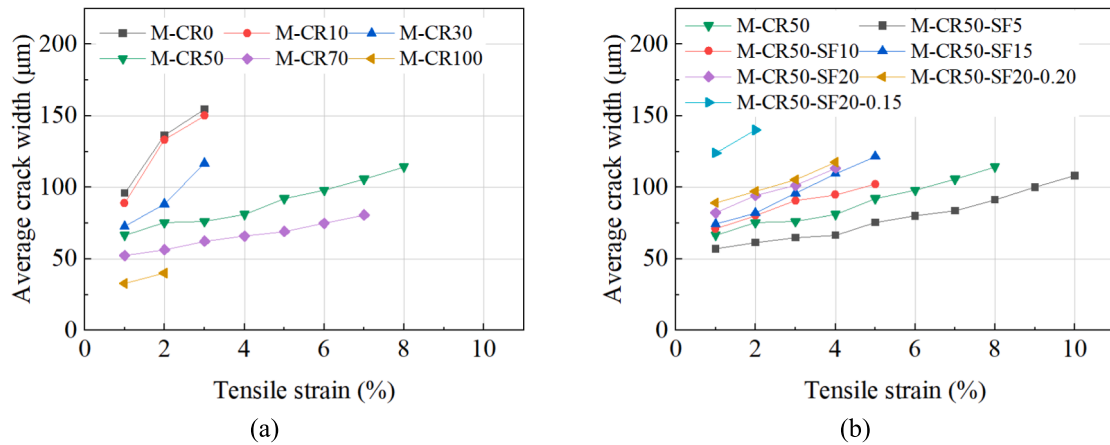 Average crack width (μm)
200
150
100
50
0
M-CR0 M-CR10 M-CR30
M-CR50 M-CR70 M-CR100
0 2 4 6 8 10
Tensile strain (%)
(a)
Average crack width (μm)
200
150
100
50
0
M-CR50 M-CR50-SF5
M-CR50-SF10 M-CR50-SF15
M-CR50-SF20 M-CR50-SF20-0.20
M-CR50-SF20-0.15
0 2 4 6 8 10
Tensile strain (%)
(b)